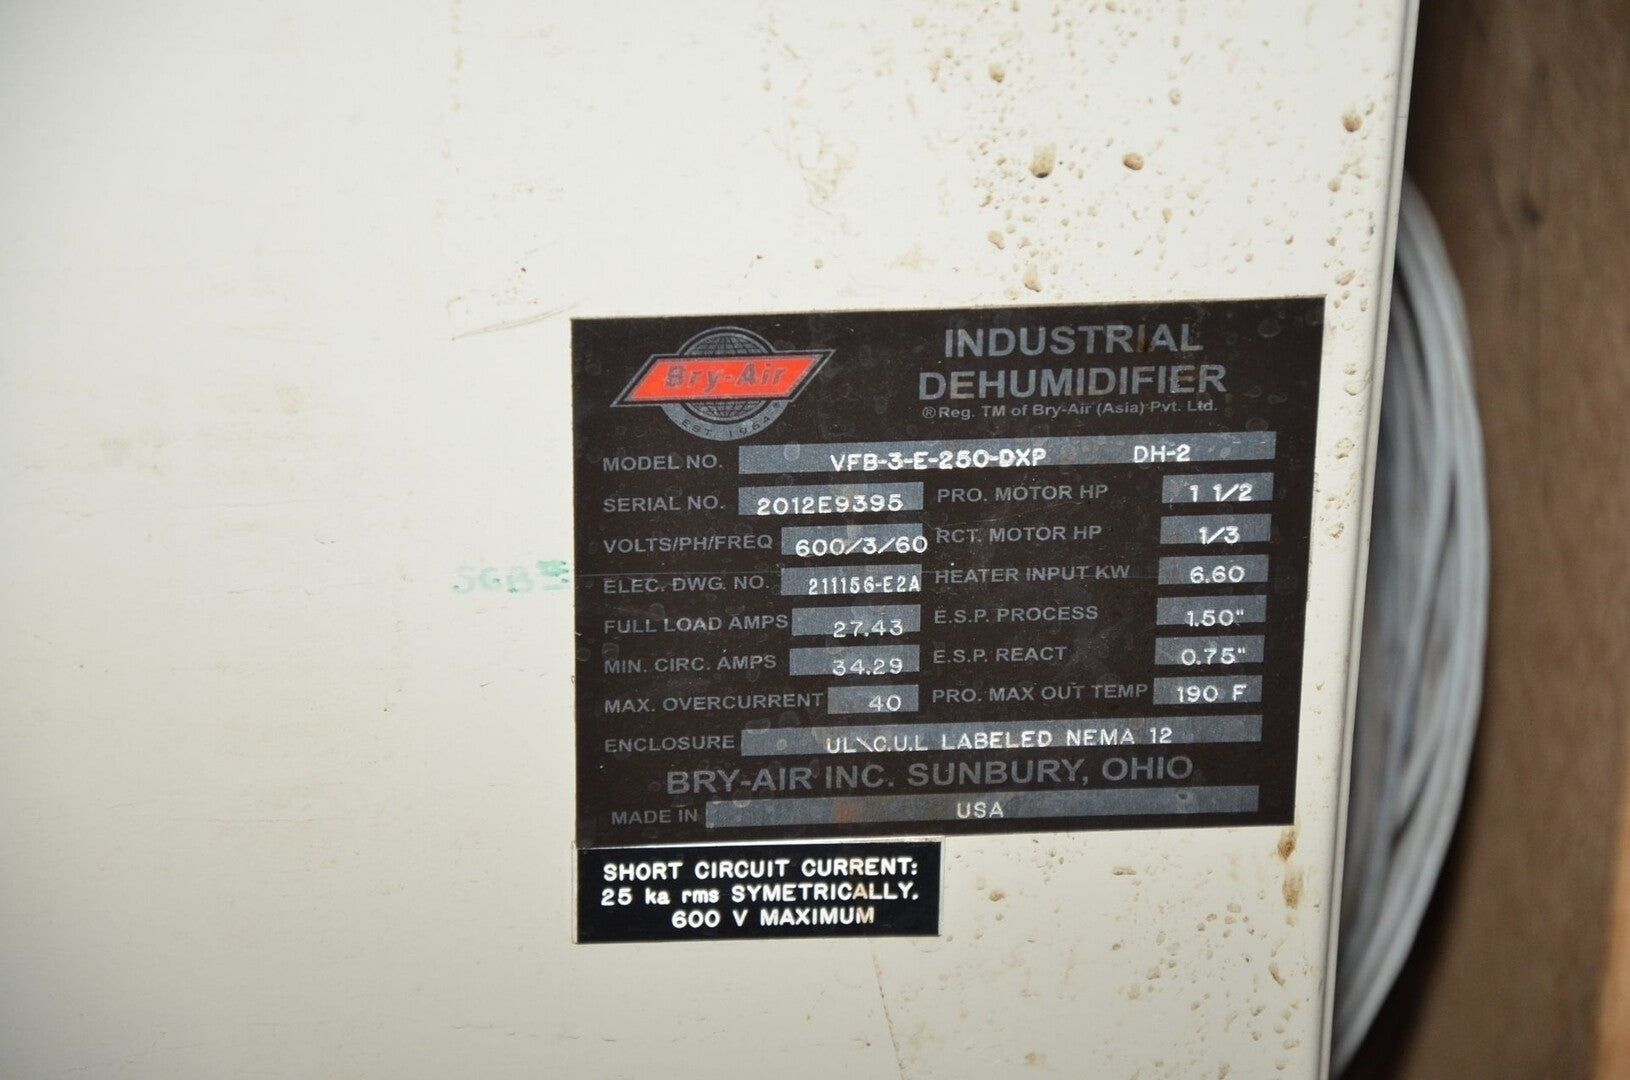 Bry-Air
EST. 1964
INDUSTRIAL
DEHUMIDIFIER
® Reg. TM of Bry-Air (Asia) Pvt. Ltd.
MODEL NO. VFB-3-E-250-DXP DH-2
SERIAL NO. 2012E9395 PRO. MOTOR HP 1 1/2
VOLTS/PH/FREQ 600/3/60 RCT. MOTOR HP 1/3
ELEC. DWG. NO. 211156-E2A HEATER INPUT KW 6.60
FULL LOAD AMPS 27.43 E.S.P. PROCESS 1.50"
MIN. CIRC. AMPS 34.29 E.S.P. REACT 0.75"
MAX. OVERCURRENT 40 PRO. MAX OUT TEMP 190 F
ENCLOSURE UL\C.U.L LABELED NEMA 12
BRY-AIR INC. SUNBURY, OHIO
MADE IN USA
SHORT CIRCUIT CURRENT:
25 ka rms SYMETRICALLY.
600 V MAXIMUM